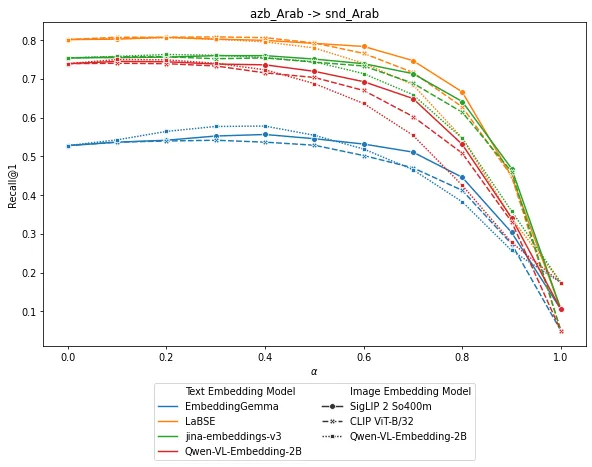 azb_Arab -> snd_Arab
0.8
0.7
0.6
0.5
0.4
0.3
0.2
0.1
Recall@1
0.0 0.2 0.4 0.6 0.8 1.0
α
Text Embedding Model Image Embedding Model
EmbeddingGemma SigLIP 2 So400m
LaBSE CLIP ViT-B/32
jina-embeddings-v3 Qwen-VL-Embedding-2B
Qwen-VL-Embedding-2B